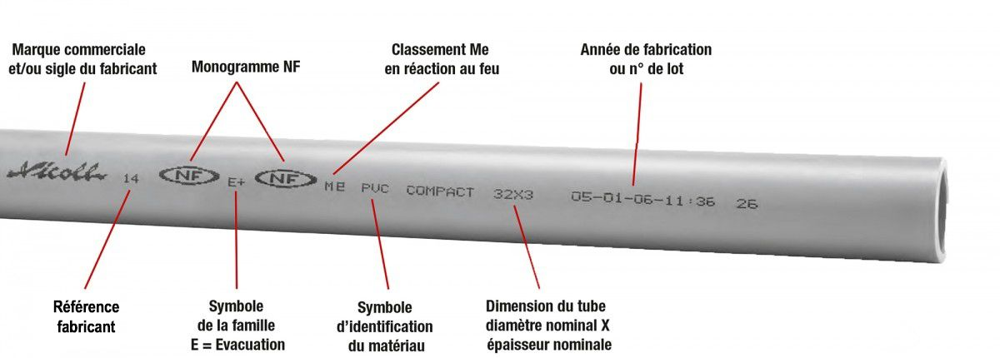 Marque commerciale
et/ou sigle du fabricant
Monogramme NF
Classement Me
en réaction au feu
Année de fabrication
ou n° de lot
Nicoll 14 NF E+ NF Me PVC COMPACT 32X3 05-01-06-11:36 26
Référence
fabricant
Symbole
de la famille
E = Evacuation
Symbole
d'identification
du matériau
Dimension du tube
diamètre nominal X
épaisseur nominale